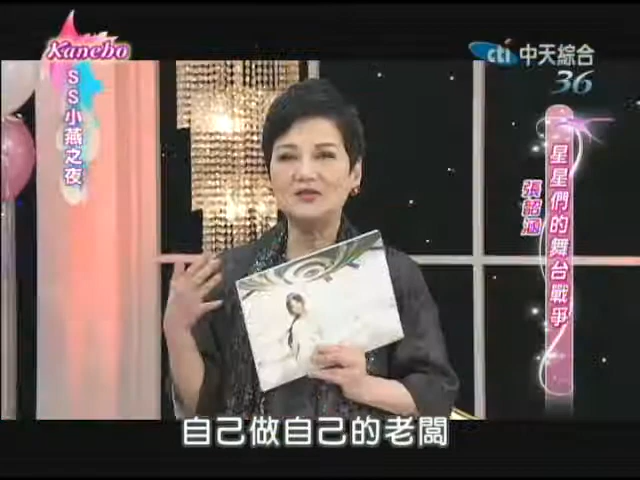 Kanebo
SS小燕之夜
cti 中天綜合
36
星星們的舞台戰爭
張韶涵
自己做自己的老闆